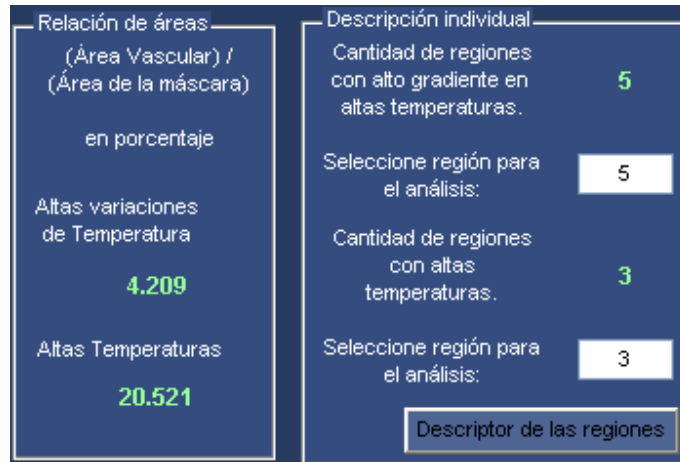 Relación de áreas
(Área Vascular) /
(Área de la máscara)
en porcentaje
Altas variaciones
de Temperatura
4.209
Altas Temperaturas
20.521
Descripción individual
Cantidad de regiones
con alto gradiente en
altas temperaturas.
5
Seleccione región para
el análisis:
5
Cantidad de regiones
con altas
temperaturas.
3
Seleccione región para
el análisis:
3
Descriptor de las regiones